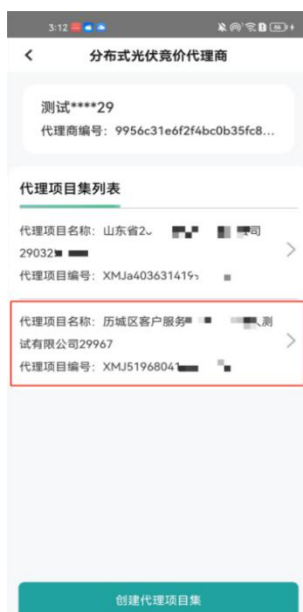 3:12
分布式光伏竞价代理商
测试****29
代理商编号：9956c31e6f2f4bc0b35fc8...
代理项目集列表
代理项目名称：山东省2 司
29032
代理项目编号：XMJa403631419
代理项目名称：历城区客户服务 测
试有限公司29967
代理项目编号：XMJ51968041
创建代理项目集